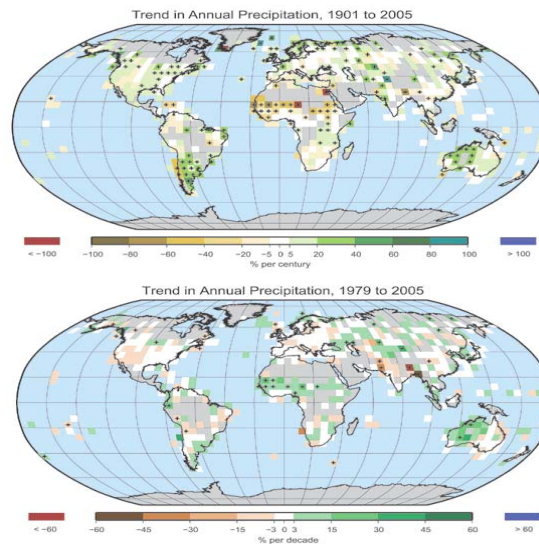 Trend in Annual Precipitation, 1901 to 2005
< -100 -100 -80 -60 -40 -20 -5 0 5 20 40 60 80 100 > 100
% per century
Trend in Annual Precipitation, 1979 to 2005
< -60 -60 -45 -30 -15 -3 0 3 15 30 45 60 > 60
% per decade